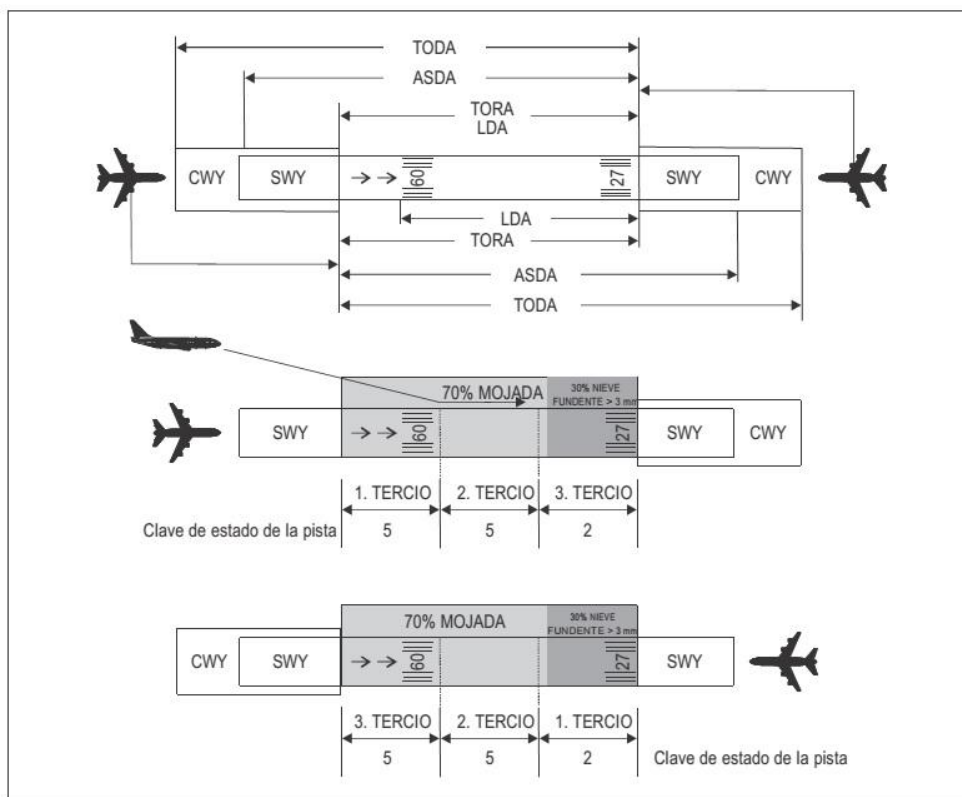 TODA
ASDA
TORA
LDA
CWY SWY → → 09 27 SWY CWY
LDA
TORA
ASDA
TODA
70% MOJADA 30% NIEVE
FUNDENTE > 3 mm
SWY → → 09 27 SWY CWY
1. TERCIO 2. TERCIO 3. TERCIO
Clave de estado de la pista 5 5 2
70% MOJADA 30% NIEVE
FUNDENTE > 3 mm
CWY SWY → → 09 27 SWY
3. TERCIO 2. TERCIO 1. TERCIO
5 5 2 Clave de estado de la pista